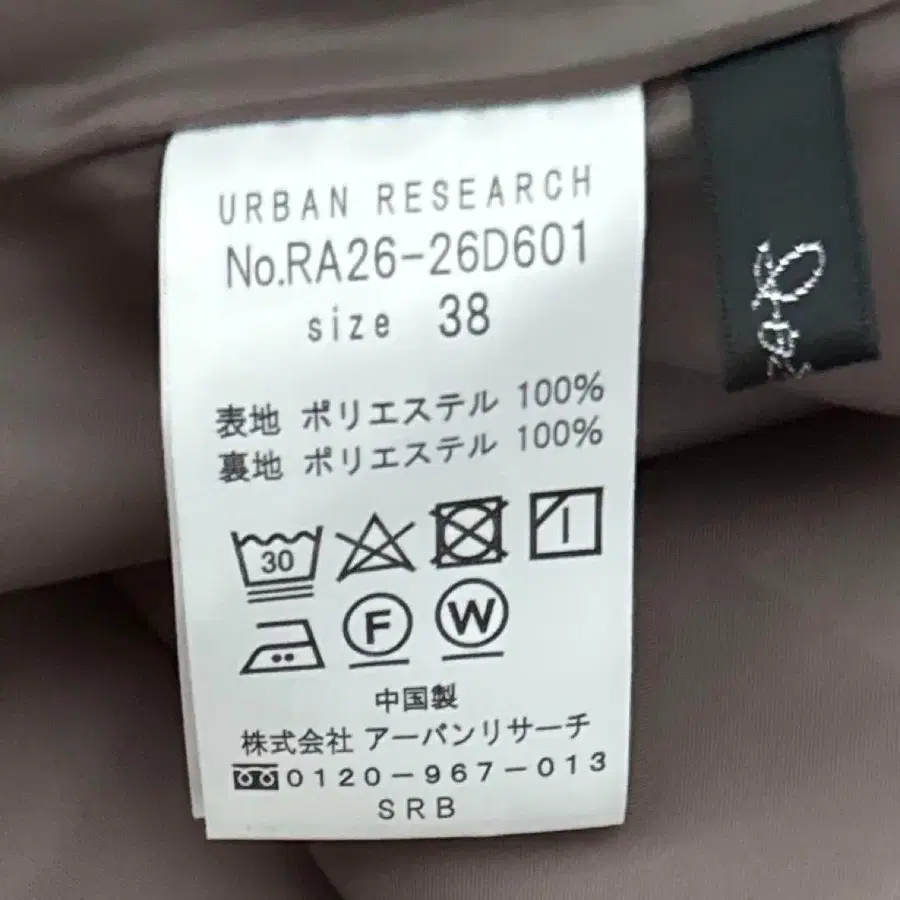 URBAN RESEARCH
No.RA26-26D601
size 38
表地 ポリエステル 100%
裏地 ポリエステル 100%
30
F W
中国製
株式会社 アーバンリサーチ
0120-967-013
SRB